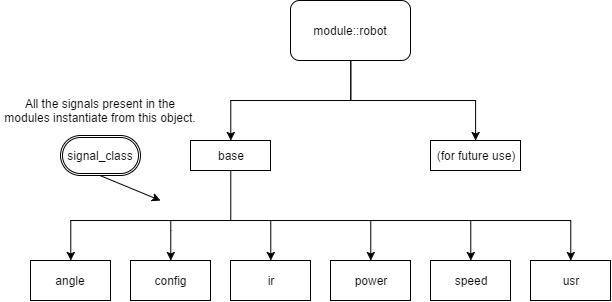 module::robot
All the signals present in the
modules instantiate from this object.
signal_class
base
(for future use)
angle
config
ir
power
speed
usr